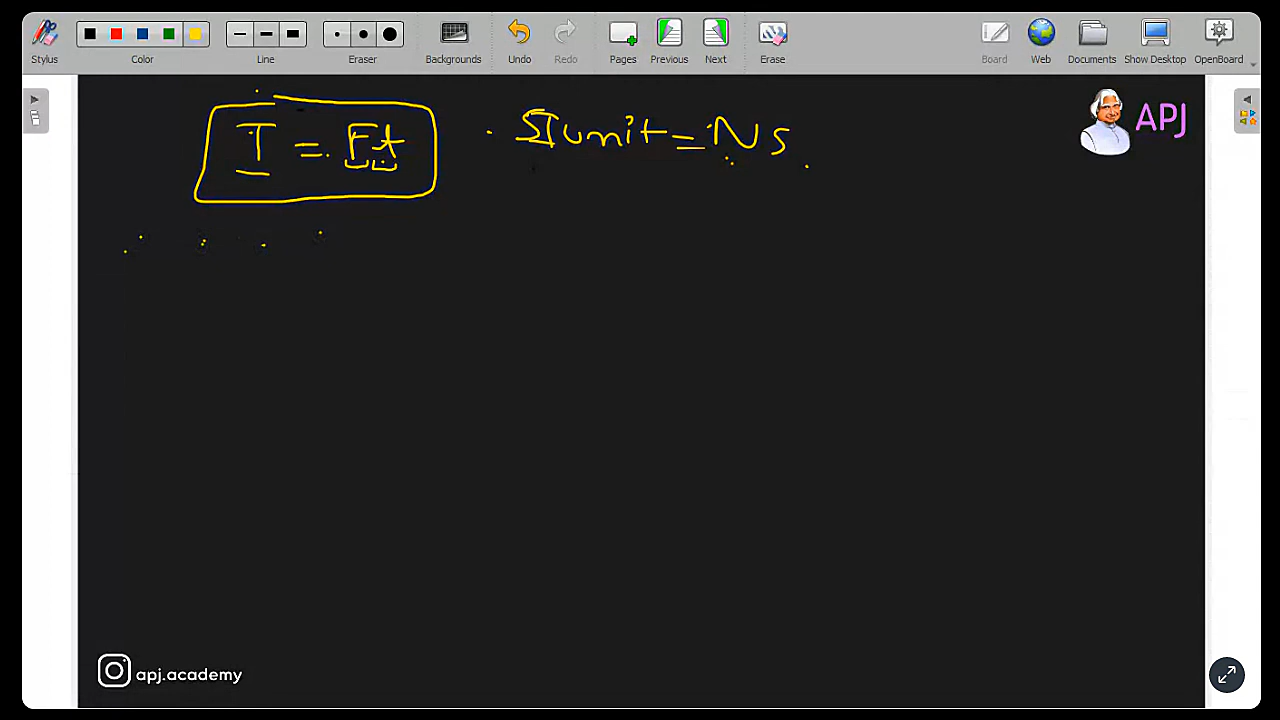 Stylus Color Line Eraser Backgrounds Undo Redo Pages Previous Next Erase Board Web Documents Show Desktop OpenBoard
I = Ft
SI unit = Ns
APJ
apj.academy